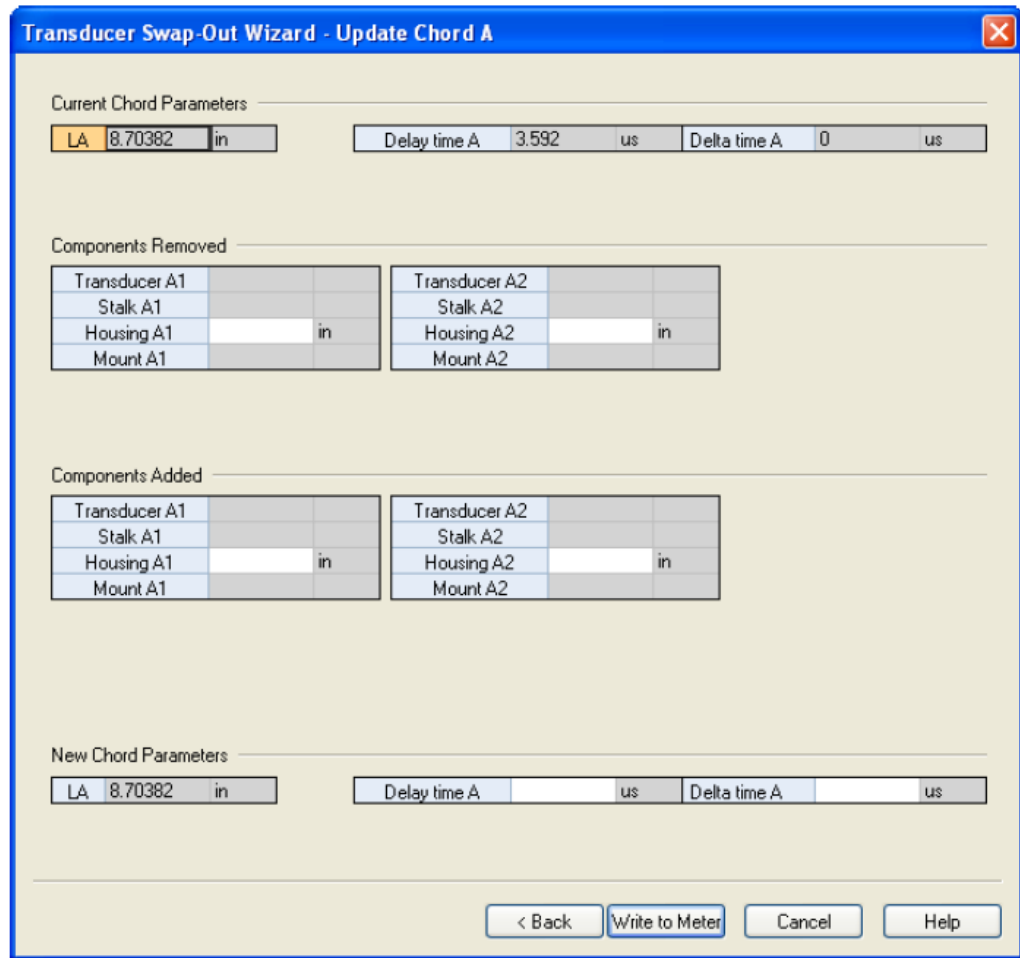 Transducer Swap-Out Wizard - Update Chord A
Current Chord Parameters
LA 8.70382 in Delay time A 3.592 us Delta time A 0 us
Components Removed
Transducer A1 Transducer A2
Stalk A1 Stalk A2
Housing A1 in Housing A2 in
Mount A1 Mount A2
Components Added
Transducer A1 Transducer A2
Stalk A1 Stalk A2
Housing A1 in Housing A2 in
Mount A1 Mount A2
New Chord Parameters
LA 8.70382 in Delay time A us Delta time A us
< Back Write to Meter Cancel Help